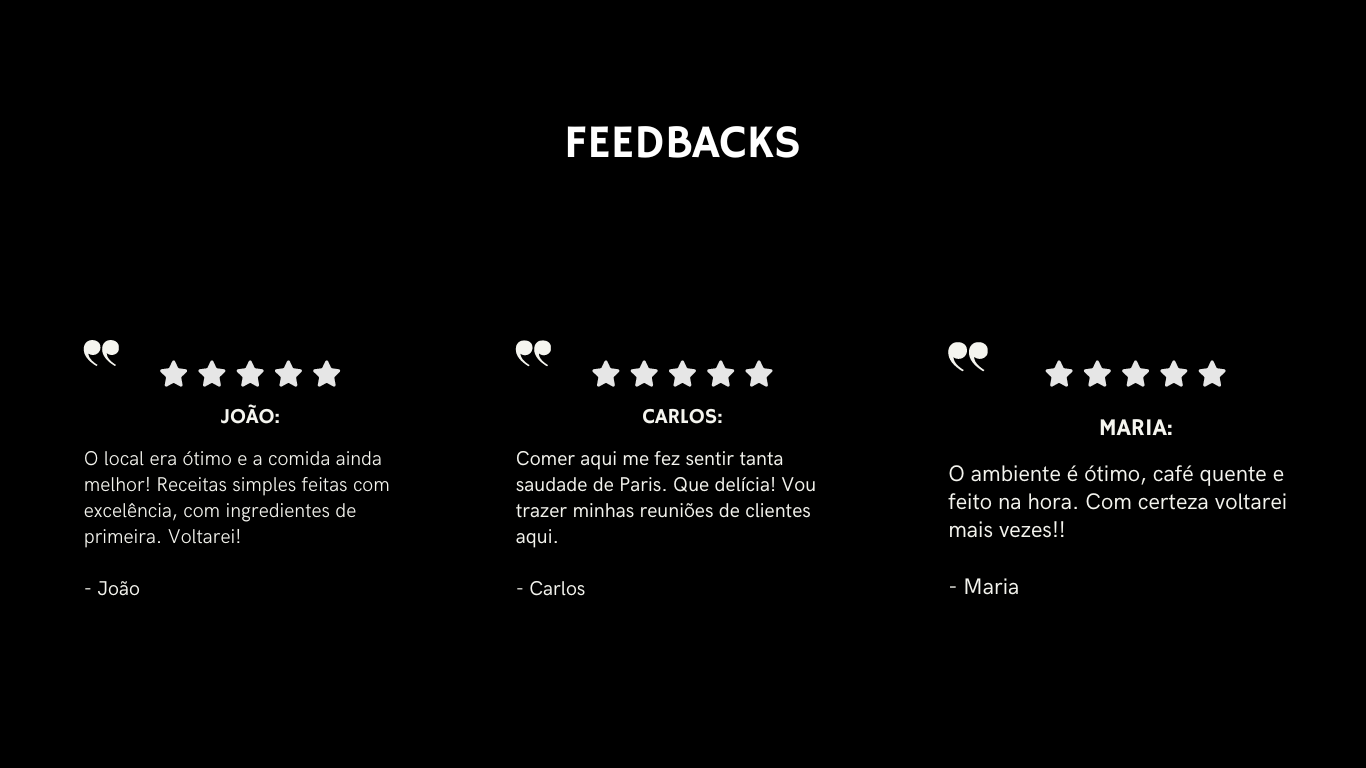 FEEDBACKS
JOÃO:
O local era ótimo e a comida ainda
melhor! Receitas simples feitas com
excelência, com ingredientes de
primeira. Voltarei!
- João
CARLOS:
Comer aqui me fez sentir tanta
saudade de Paris. Que delícia! Vou
trazer minhas reuniões de clientes
aqui.
- Carlos
MARIA:
O ambiente é ótimo, café quente e
feito na hora. Com certeza voltarei
mais vezes!!
- Maria